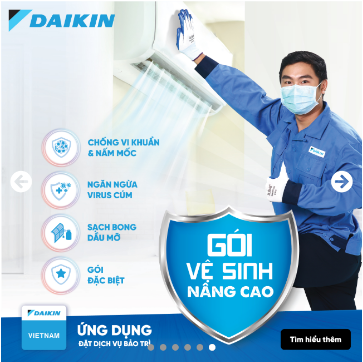 DAIKIN
CHỐNG VI KHUẨN
& NẤM MỐC
NGĂN NGỪA
VIRUS CÚM
SẠCH BONG
DẦU MỠ
GÓI
ĐẶC BIỆT
DAIKIN
GÓI
VỆ SINH
NÂNG CAO
DAIKIN
VIETNAM
ỨNG DỤNG
ĐẶT DỊCH VỤ BẢO TRÌ
Tìm hiểu thêm